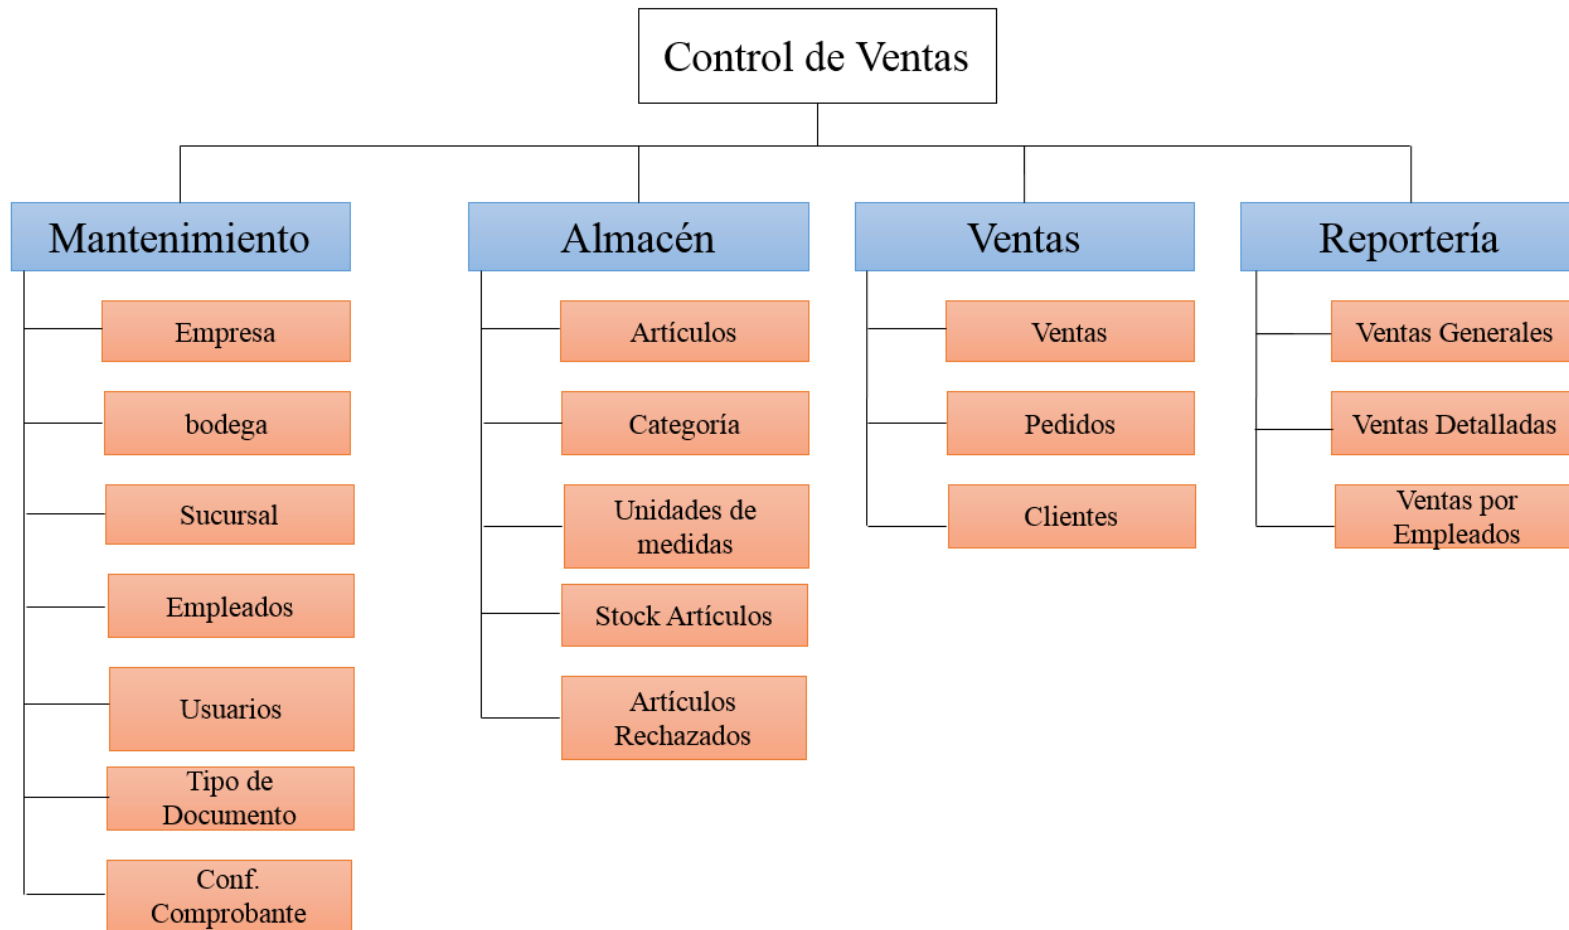 Control de Ventas
Mantenimiento
Almacén
Ventas
Reportería
Empresa
bodega
Sucursal
Empleados
Usuarios
Tipo de
Documento
Conf.
Comprobante
Artículos
Categoría
Unidades de
medidas
Stock Artículos
Artículos
Rechazados
Ventas
Pedidos
Clientes
Ventas Generales
Ventas Detalladas
Ventas por
Empleados